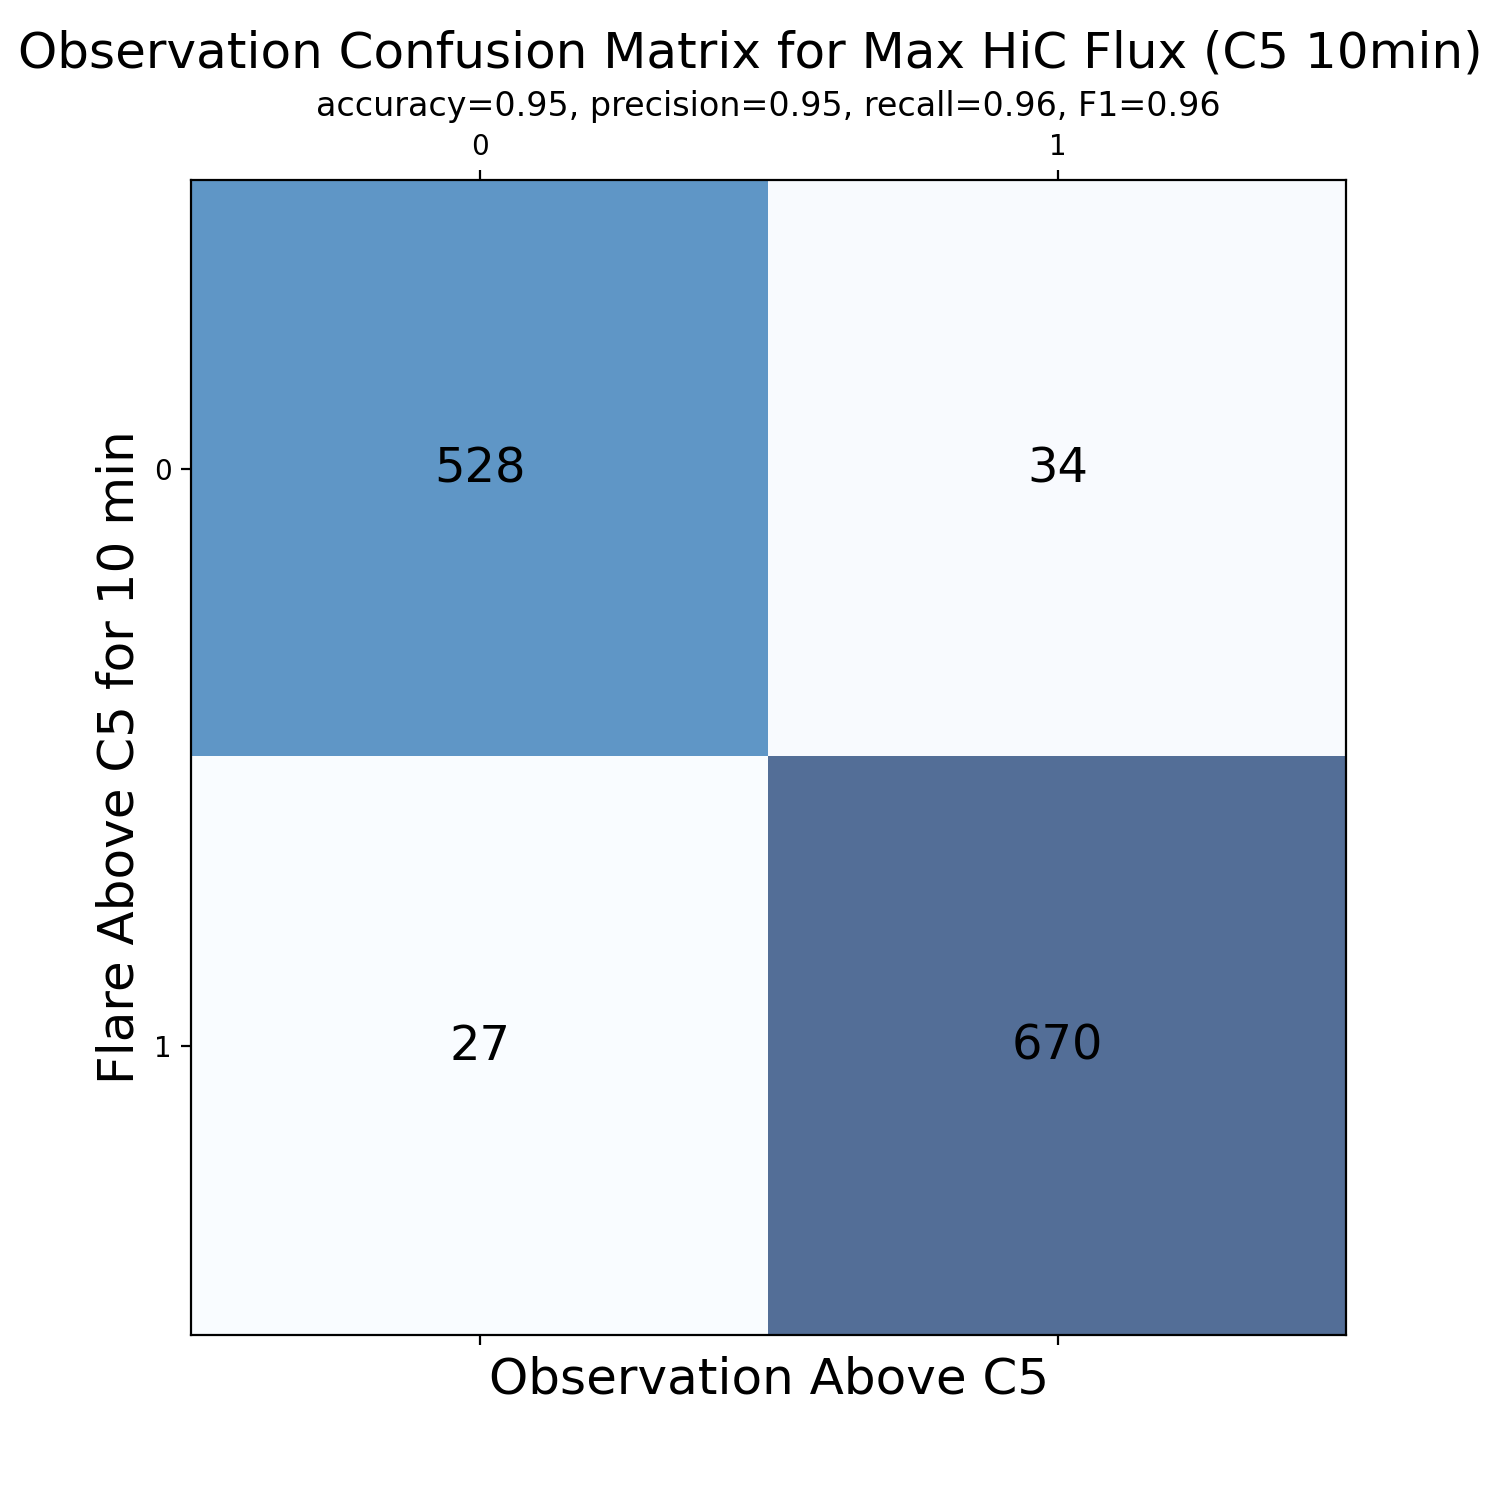 Observation Confusion Matrix for Max HiC Flux (C5 10min)
accuracy=0.95, precision=0.95, recall=0.96, F1=0.96
0 1
Flare Above C5 for 10 min
0
528 34
1
27 670
Observation Above C5